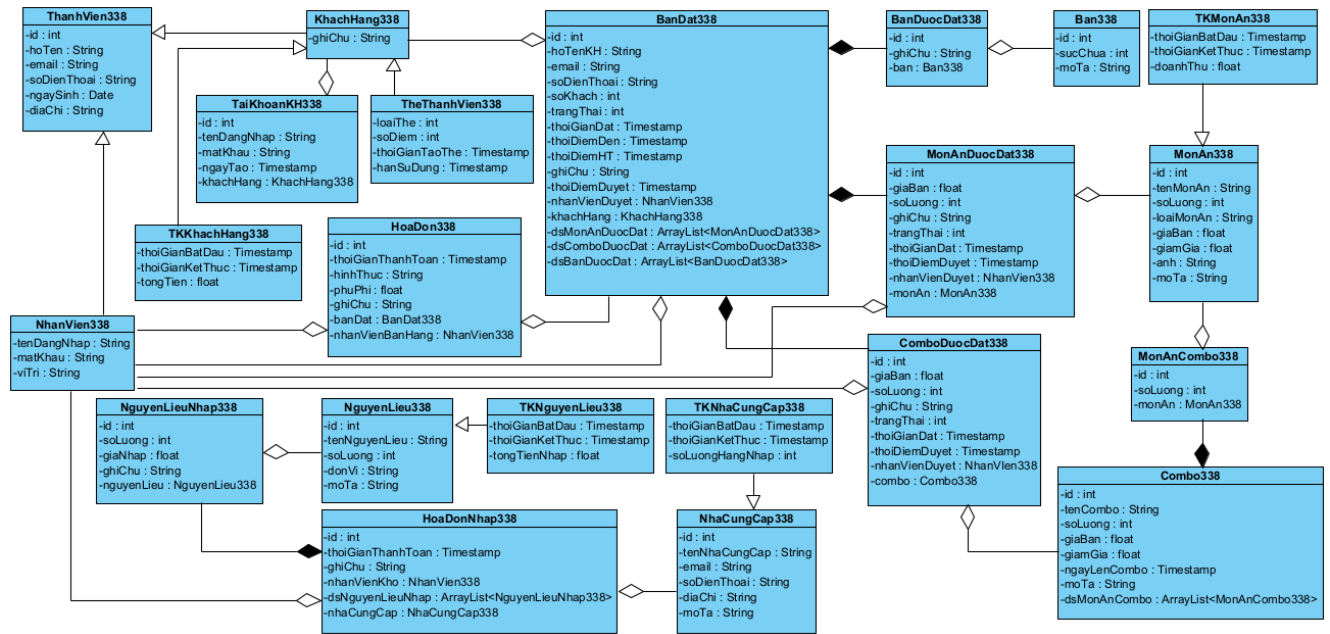 ThanhVien338
-id : int
-hoTen : String
-email : String
-soDienThoai : String
-ngaySinh : Date
-diaChi : String
KhachHang338
-ghiChu : String
BanDat338
-id : int
-hoTenKH : String
-email : String
-soDienThoai : String
-soKhach : int
-trangThai : int
-thoiGianDat : Timestamp
-thoiDiemDen : Timestamp
-thoiDiemHT : Timestamp
-ghiChu : String
-thoiDiemDuyet : Timestamp
-nhanVienDuyet : NhanVien338
-khachHang : KhachHang338
-dsMonAnDuocDat : ArrayList<MonAnDuocDat338>
-dsComboDuocDat : ArrayList<ComboDuocDat338>
-dsBanDuocDat : ArrayList<BanDuocDat338>
BanDuocDat338
-id : int
-ghiChu : String
-ban : Ban338
Ban338
-id : int
-sucChua : int
-moTa : String
TKMonAn338
-thoiGianBatDau : Timestamp
-thoiGianKetThuc : Timestamp
-doanhThu : float
TaiKhoanKH338
-id : int
-tenDangNhap : String
-matKhau : String
-ngayTao : Timestamp
-khachHang : KhachHang338
TheThanhVien338
-loaiThe : int
-soDiem : int
-thoiGianTaoThe : Timestamp
-hanSuDung : Timestamp
MonAnDuocDat338
-id : int
-giaBan : float
-soLuong : int
-ghiChu : String
-trangThai : int
-thoiGianDat : Timestamp
-thoiDiemDuyet : Timestamp
-nhanVienDuyet : NhanVien338
-monAn : MonAn338
MonAn338
-id : int
-tenMonAn : String
-soLuong : int
-loaiMonAn : String
-giaBan : float
-giamGia : float
-anh : String
-moTa : String
TKKhachHang338
-thoiGianBatDau : Timestamp
-thoiGianKetThuc : Timestamp
-tongTien : float
HoaDon338
-id : int
-thoiGianThanhToan : Timestamp
-hinhThuc : String
-phuPhi : float
-ghiChu : String
-banDat : BanDat338
-nhanVienBanHang : NhanVien338
NhanVien338
-tenDangNhap : String
-matKhau : String
-viTri : String
ComboDuocDat338
-id : int
-giaBan : float
-soLuong : int
-ghiChu : String
-trangThai : int
-thoiGianDat : Timestamp
-thoiDiemDuyet : Timestamp
-nhanVienDuyet : NhanVIen338
-combo : Combo338
MonAnCombo338
-id : int
-soLuong : int
-monAn : MonAn338
NguyenLieuNhap338
-id : int
-soLuong : int
-giaNhap : float
-ghiChu : String
-nguyenLieu : NguyenLieu338
NguyenLieu338
-id : int
-tenNguyenLieu : String
-soLuong : int
-donVi : String
-moTa : String
TKNguyenLieu338
-thoiGianBatDau : Timestamp
-thoiGianKetThuc : Timestamp
-tongTienNhap : float
TKNhaCungCap338
-thoiGianBatDau : Timestamp
-thoiGianKetThuc : Timestamp
-soLuongHangNhap : int
Combo338
-id : int
-tenCombo : String
-soLuong : int
-giaBan : float
-giamGia : float
-ngayLenCombo : Timestamp
-moTa : String
-dsMonAnCombo : ArrayList<MonAnCombo338>
HoaDonNhap338
-id : int
-thoiGianThanhToan : Timestamp
-ghiChu : String
-nhanVienKho : NhanVien338
-dsNguyenLieuNhap : ArrayList<NguyenLieuNhap338>
-nhaCungCap : NhaCungCap338
NhaCungCap338
-id : int
-tenNhaCungCap : String
-email : String
-soDienThoai : String
-diaChi : String
-moTa : String